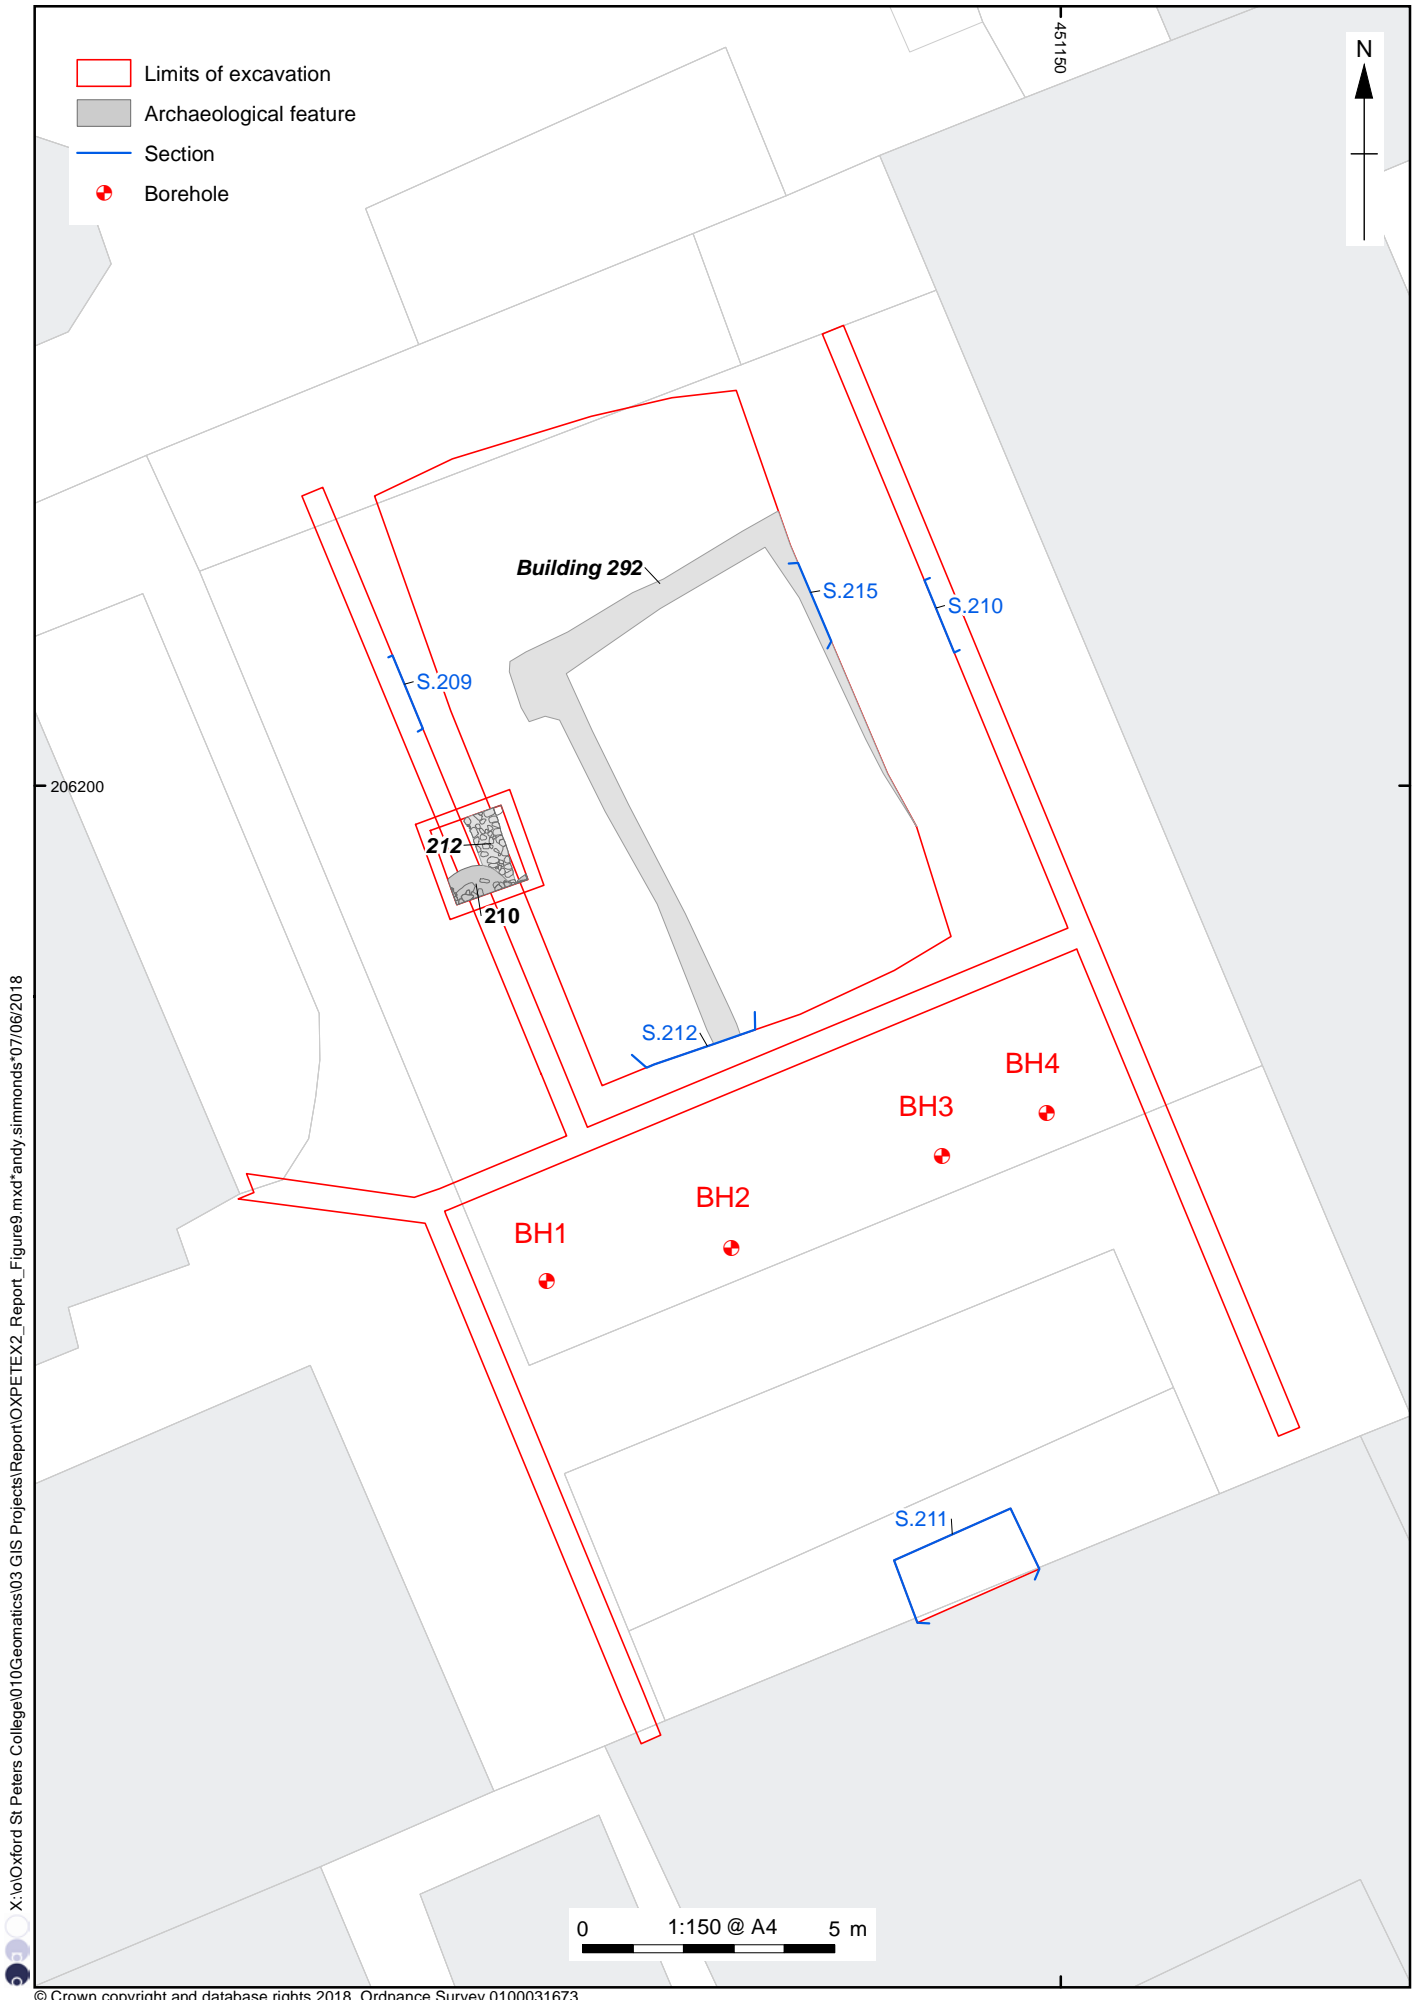 451150
N
Limits of excavation
Archaeological feature
Section
Borehole
Building 292
S.215
S.210
S.209
206200
212
210
S.212
BH4
BH3
BH2
BH1
S.211
0 1:150 @ A4 5 m
X:\o\Oxford St Peters College\010Geomatics\03 GIS Projects\Report\OXPETEX2_Report_Figure9.mxd*andy.simmonds*07/06/2018
© Crown copyright and database rights 2018. Ordnance Survey 0100031673